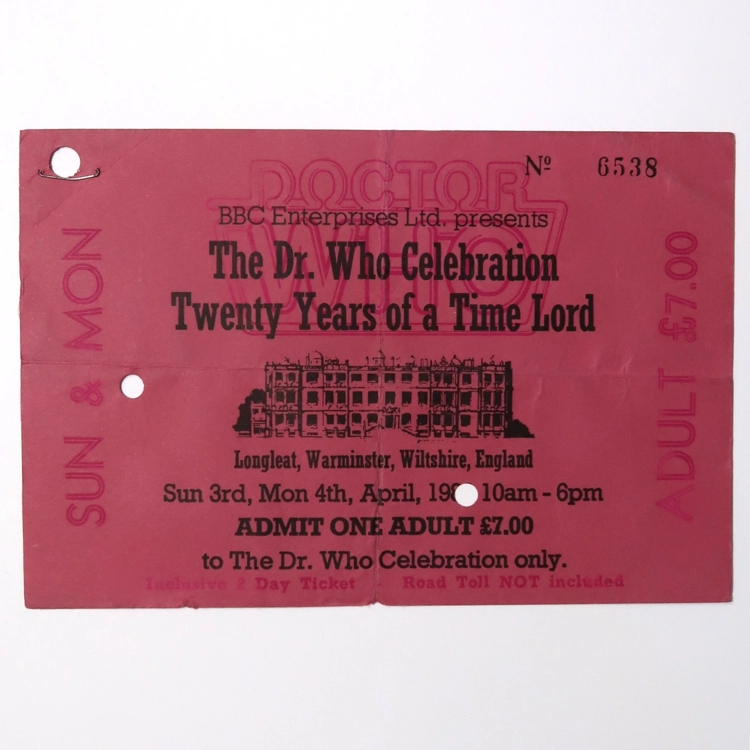 DOCTOR WHO
Nº 6538
BBC Enterprises Ltd. presents
The Dr. Who Celebration
Twenty Years of a Time Lord
SUN & MON
ADULT £7.00
Longleat, Warminster, Wiltshire, England
Sun 3rd, Mon 4th, April, 198 10am - 6pm
ADMIT ONE ADULT £7.00
to The Dr. Who Celebration only.
Inclusive 2 Day Ticket Road Toll NOT included